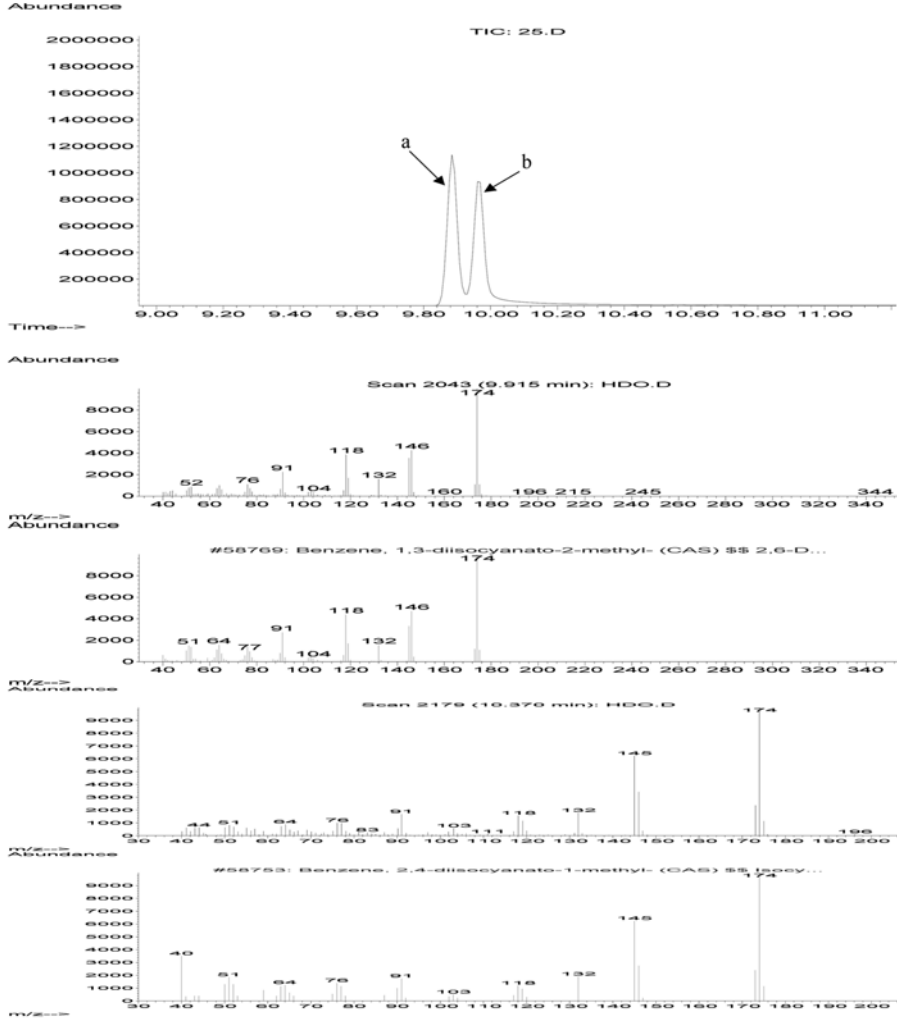 Abundance
TIC: 25.D
2000000
1800000
1600000
1400000
1200000
1000000
800000
600000
400000
200000
a
b
9.00 9.20 9.40 9.60 9.80 10.00 10.20 10.40 10.60 10.80 11.00
Time-->
Abundance
Scan 2043 (9.915 min): HDO.D
8000
6000
4000
2000
0
52 76 91 104 118 132 146 160 174 196 215 245 344
40 60 80 100 120 140 160 180 200 220 240 260 280 300 320 340
m/z-->
Abundance
#58769: Benzene, 1,3-diisocyanato-2-methyl- (CAS) $$ 2,6-D...
8000
6000
4000
2000
0
51 64 77 91 104 118 132 146 174
40 60 80 100 120 140 160 180 200 220 240 260 280 300 320 340
m/z-->
Abundance
Scan 2179 (10.370 min): HDO.D
9000
8000
7000
6000
5000
4000
3000
2000
1000
0
44 51 64 76 83 91 103 111 118 132 145 174 196
30 40 50 60 70 80 90 100 110 120 130 140 150 160 170 180 190 200
m/z-->
Abundance
#58753: Benzene, 2,4-diisocyanato-1-methyl- (CAS) $$ Isocy...
9000
8000
7000
6000
5000
4000
3000
2000
1000
0
40 51 64 76 91 103 118 132 145 174
30 40 50 60 70 80 90 100 110 120 130 140 150 160 170 180 190 200
m/z-->